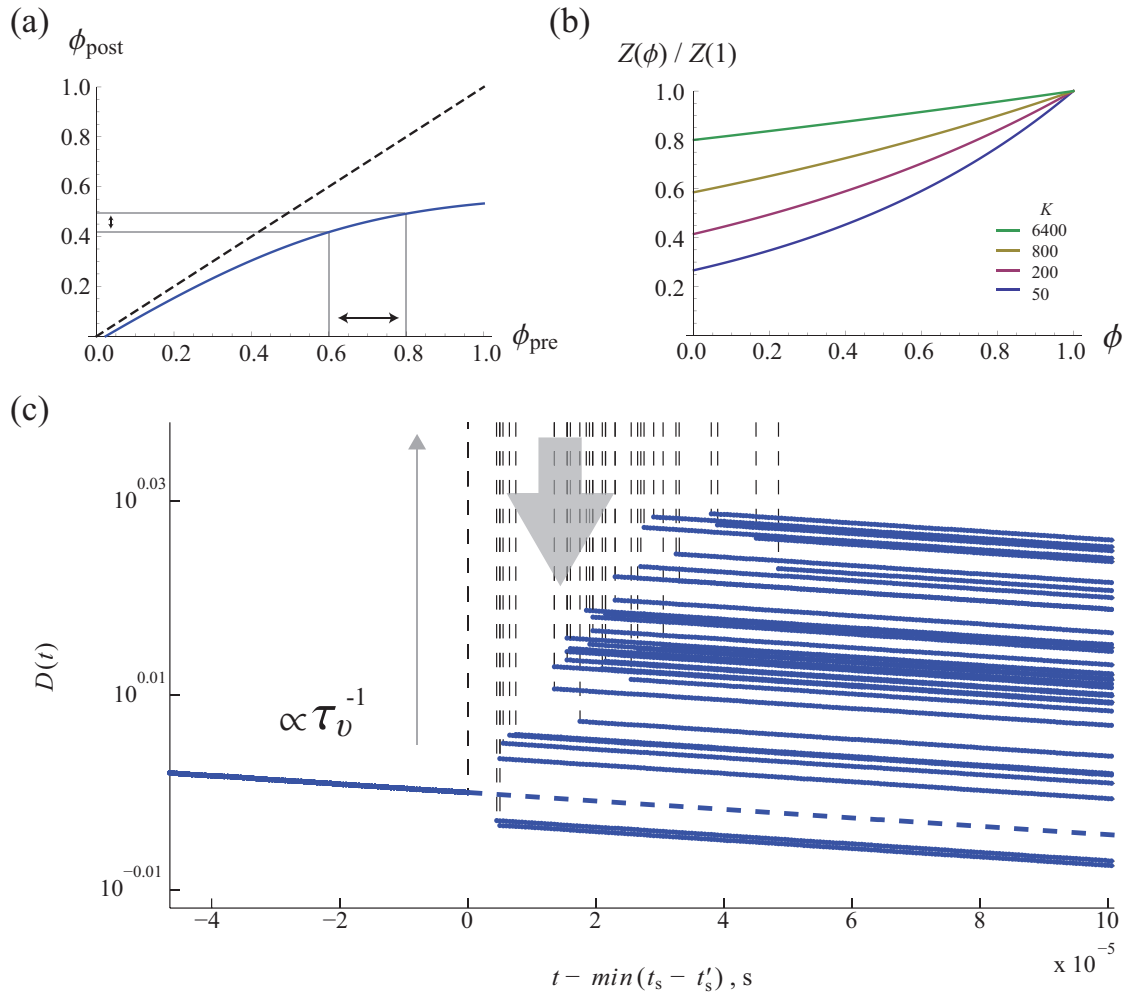 (a)
ϕpost
1.0
0.8
0.6
0.4
0.2
0.0 0.2 0.4 0.6 0.8 1.0 ϕpre
(b)
Z(ϕ) / Z(1)
1.0
0.8
0.6
0.4
0.2
K
6400
800
200
50
0.0 0.2 0.4 0.6 0.8 1.0 ϕ
(c)
D(t)
10^0.03
10^0.01
10^-0.01
∝τυ^-1
−4 −2 0 2 4 6 8 10
x 10^-5
t − min(ts − t's) , s